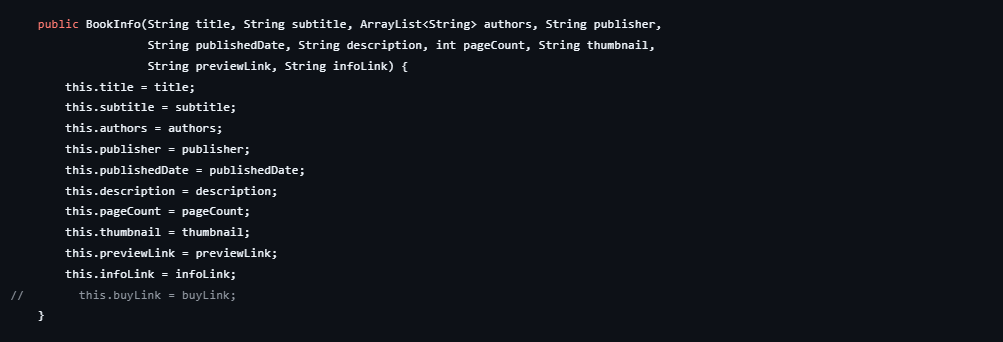 public BookInfo(String title, String subtitle, ArrayList<String> authors, String publisher,
String publishedDate, String description, int pageCount, String thumbnail,
String previewLink, String infoLink) {
this.title = title;
this.subtitle = subtitle;
this.authors = authors;
this.publisher = publisher;
this.publishedDate = publishedDate;
this.description = description;
this.pageCount = pageCount;
this.thumbnail = thumbnail;
this.previewLink = previewLink;
this.infoLink = infoLink;
//        this.buyLink = buyLink;
}